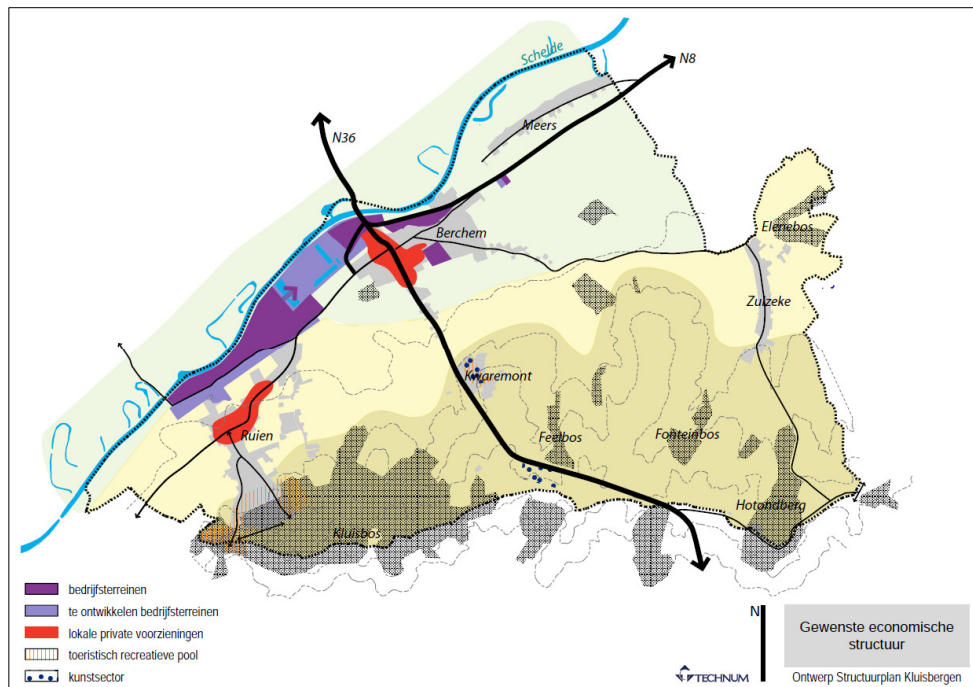 Schelde
N8
N36
Meers
Berchem
Elenebos
Zulzeke
Kwaremont
Feelbos
Fonteinbos
Ruien
Hotondberg
Kluisbos
bedrijfsterreinen
te ontwikkelen bedrijfsterreinen
lokale private voorzieningen
toeristisch recreatieve pool
kunstsector
N
TECHNUM
Gewenste economische
structuur
Ontwerp Structuurplan Kluisbergen